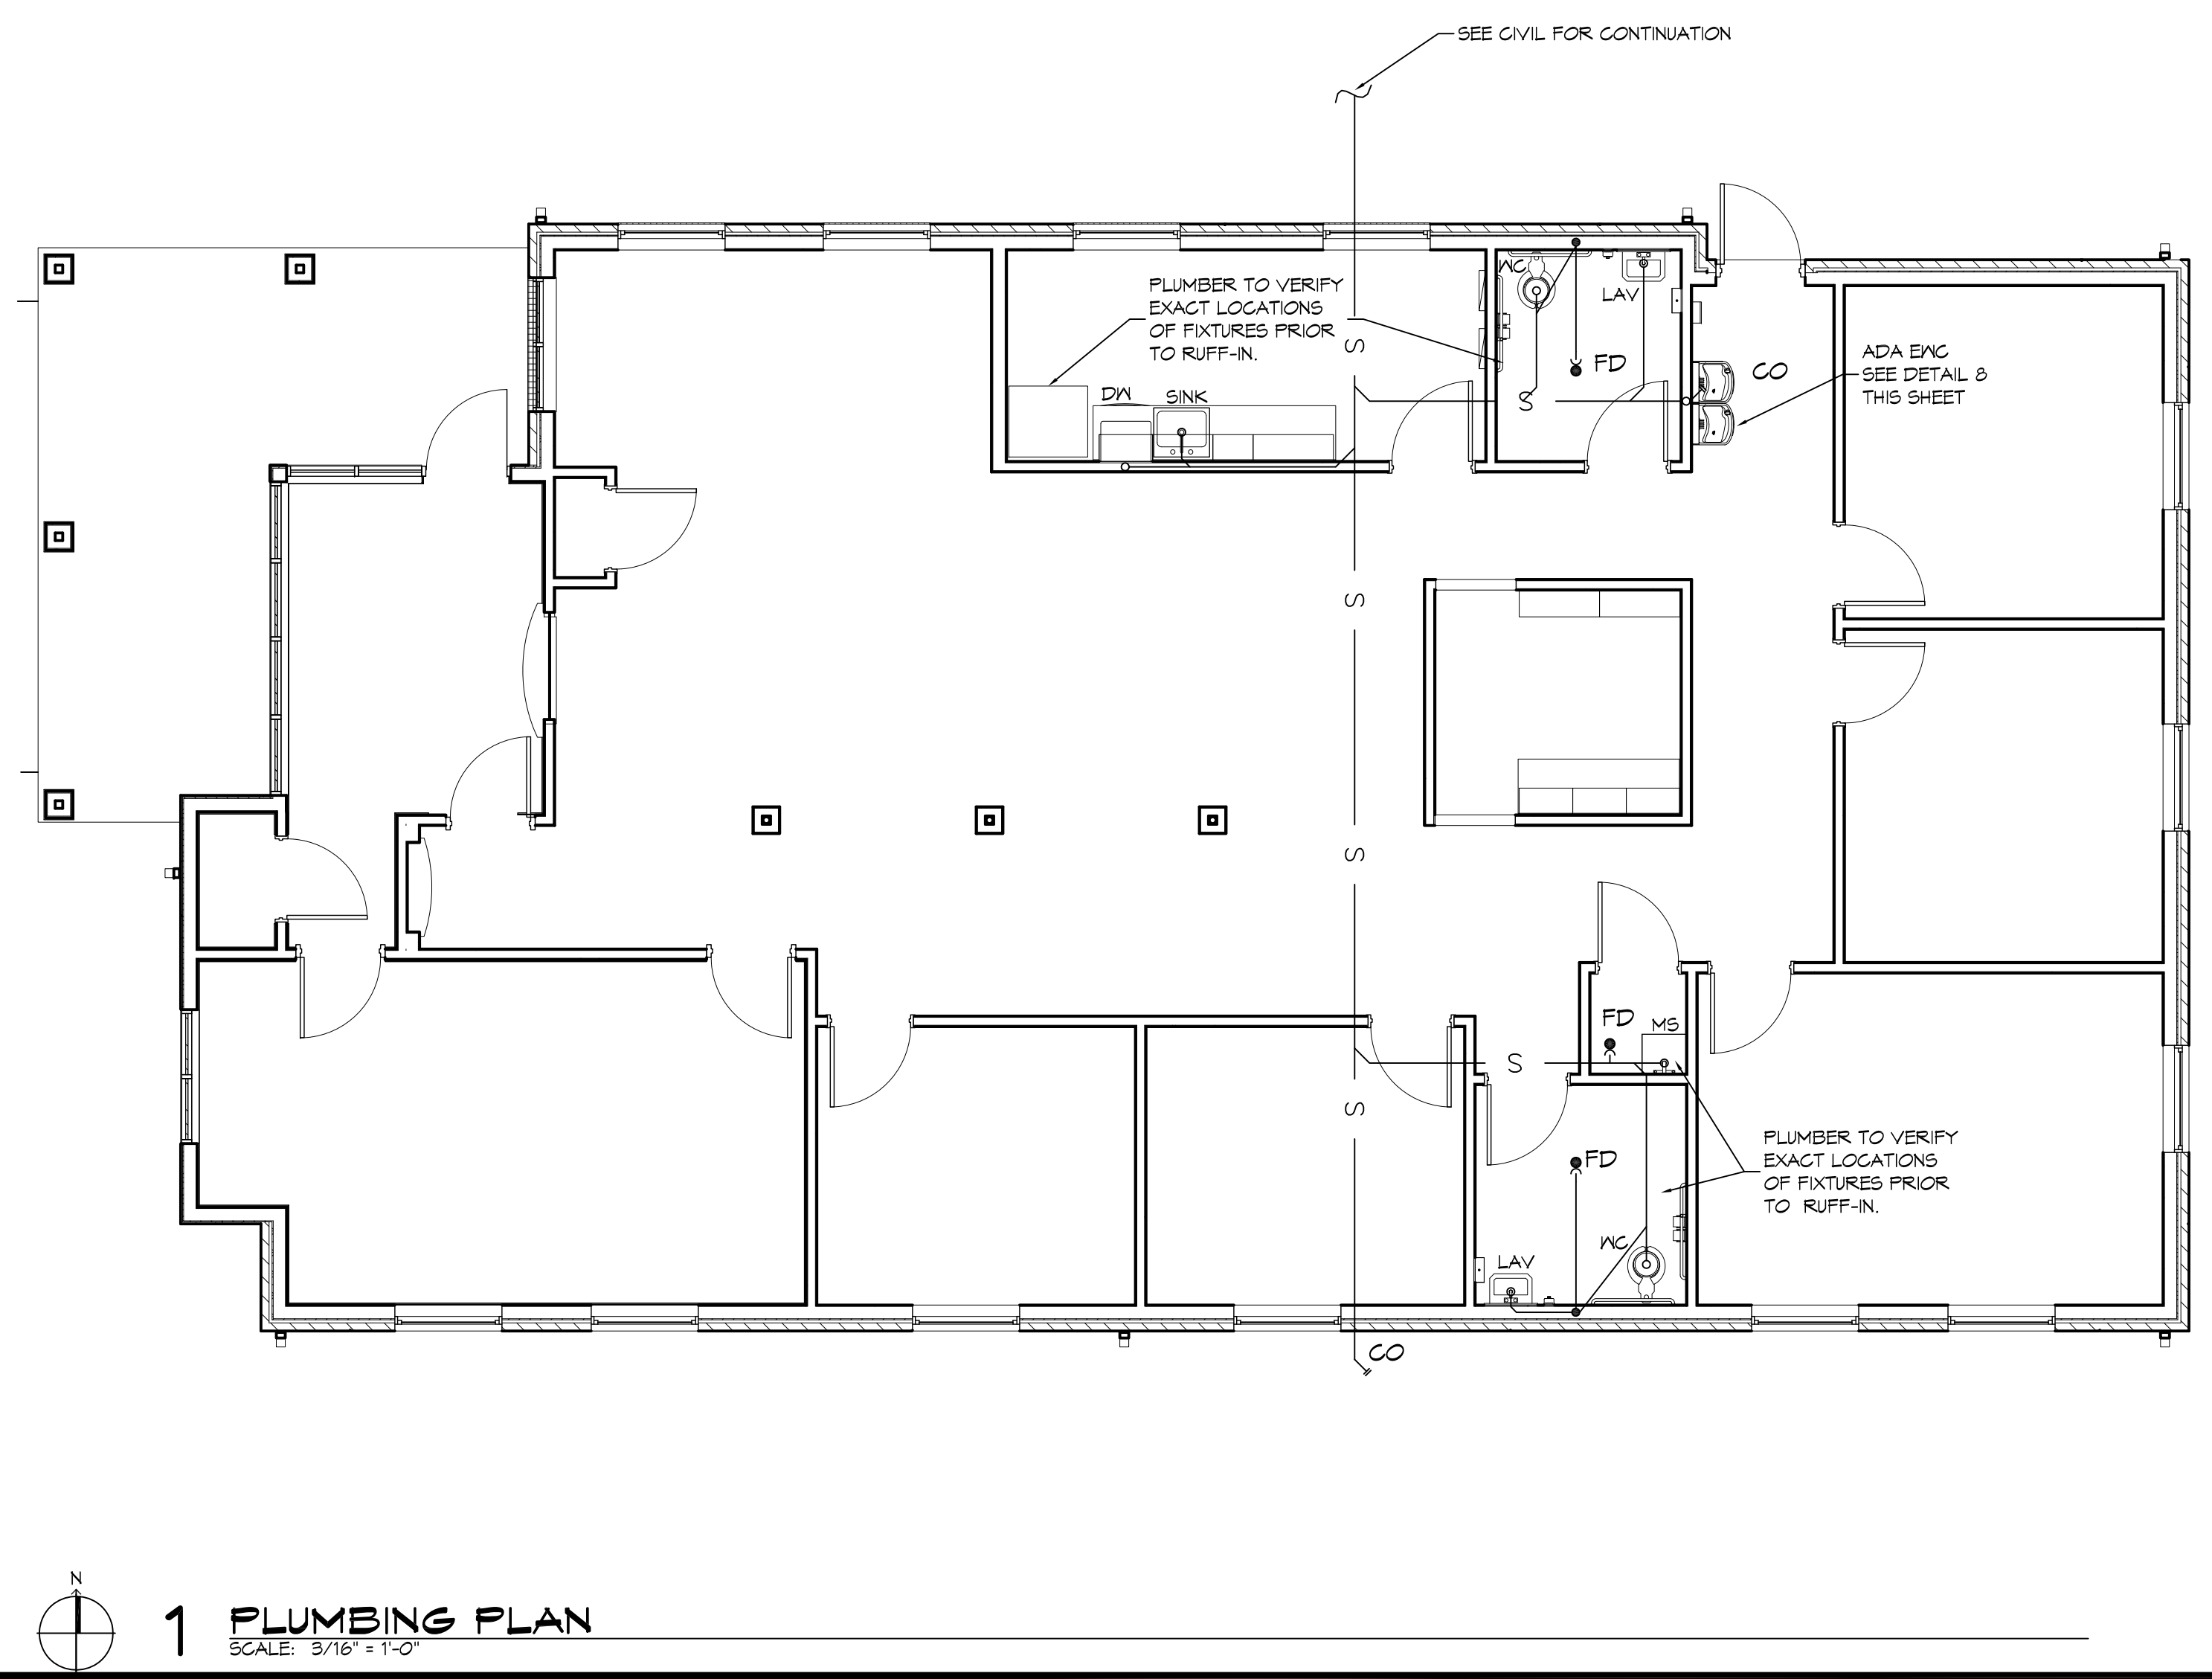 SEE CIVIL FOR CONTINUATION
PLUMBER TO VERIFY
EXACT LOCATIONS
OF FIXTURES PRIOR
TO RUFF-IN.
WC
LAV
FD
S
S
CO
ADA EWC
SEE DETAIL 8
THIS SHEET
DW
SINK
S
S
FD
MS
S
S
PLUMBER TO VERIFY
EXACT LOCATIONS
OF FIXTURES PRIOR
TO RUFF-IN.
FD
WC
LAV
CO
N
1 PLUMBING PLAN
SCALE: 3/16" = 1'-0"